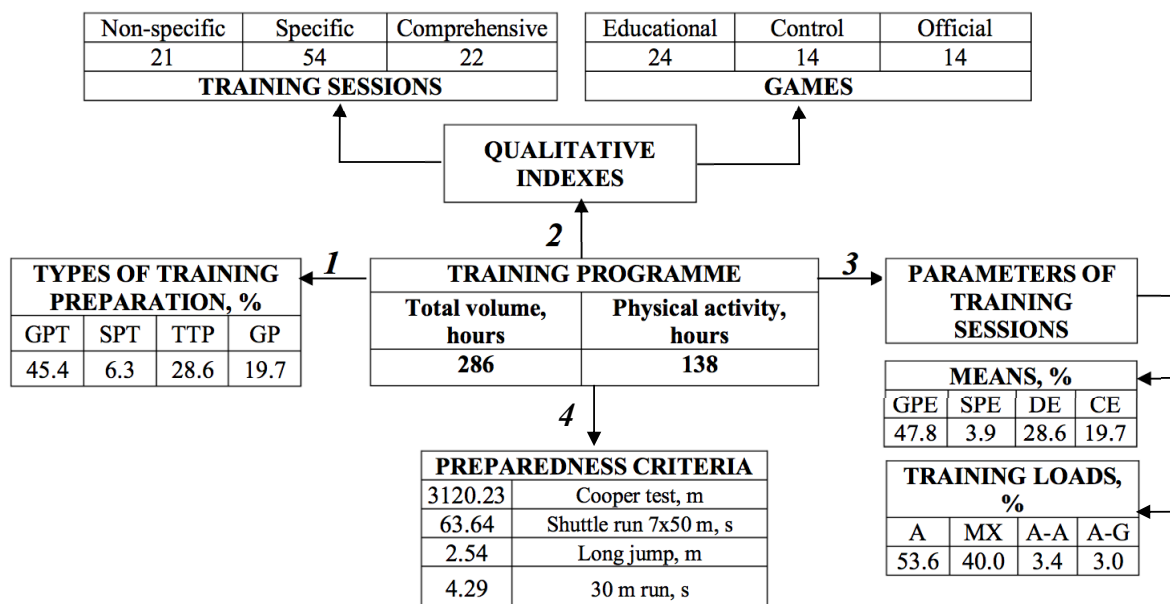 Non-specific Specific Comprehensive
21 54 22
TRAINING SESSIONS
Educational Control Official
24 14 14
GAMES
QUALITATIVE
INDEXES
2
1
3
TYPES OF TRAINING
PREPARATION, %
GPT SPT TTP GP
45.4 6.3 28.6 19.7
TRAINING PROGRAMME
Total volume, hours Physical activity, hours
286 138
PARAMETERS OF
TRAINING
SESSIONS
MEANS, %
GPE SPE DE CE
47.8 3.9 28.6 19.7
TRAINING LOADS,
%
A MX A-A A-G
53.6 40.0 3.4 3.0
4
PREPAREDNESS CRITERIA
3120.23 Cooper test, m
63.64 Shuttle run 7x50 m, s
2.54 Long jump, m
4.29 30 m run, s